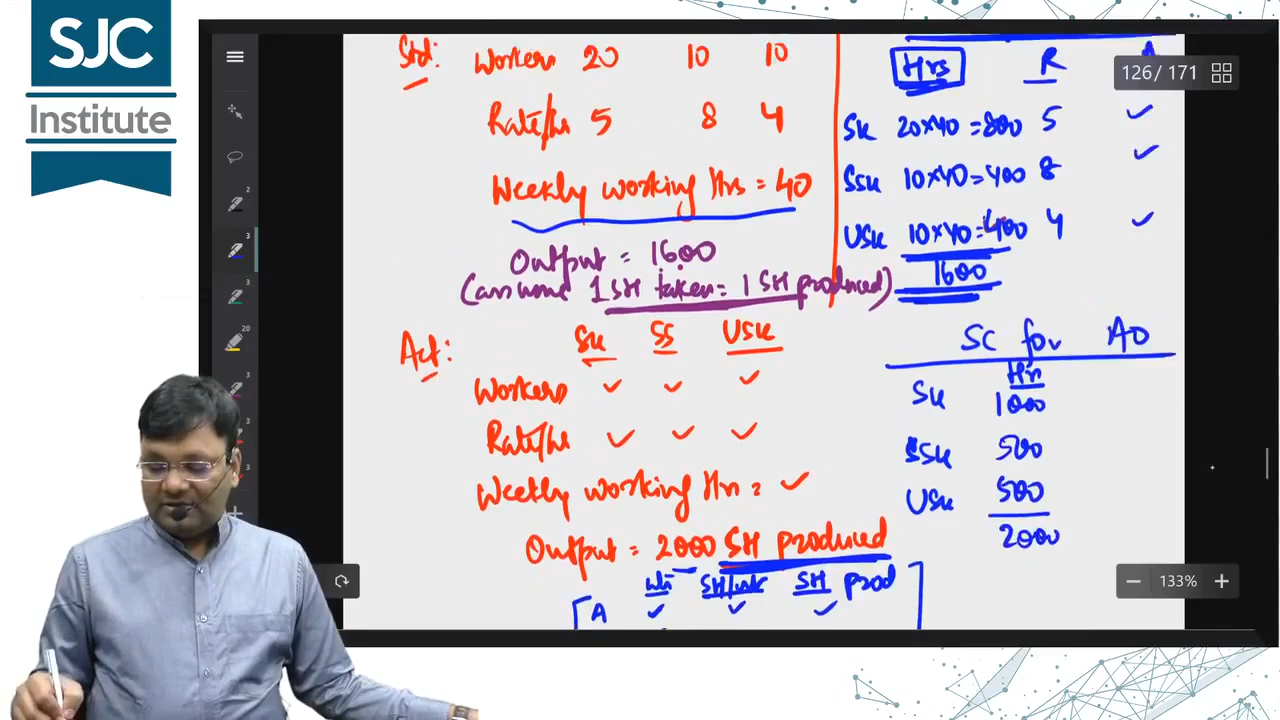 SJC
Institute
126/171
Std: Workers 20 10 10
Rate/hr 5 8 4
Weekly working Hrs = 40
Output = 1600
(assume 1 SH taken = 1 SH produced)
Hrs R
SK 20×40=800 5 ✓
SSK 10×40=400 8 ✓
USK 10×40=400 4 ✓
1600
Act: SK SS USK
Workers ✓ ✓ ✓
Rate/hr ✓ ✓ ✓
Weekly working Hrs = ✓
Output = 2000 SH produced
SC for AO
Hrs
SK 1000
SSK 500
USK 500
2000
SH prod
A ✓ ✓ ✓
133%